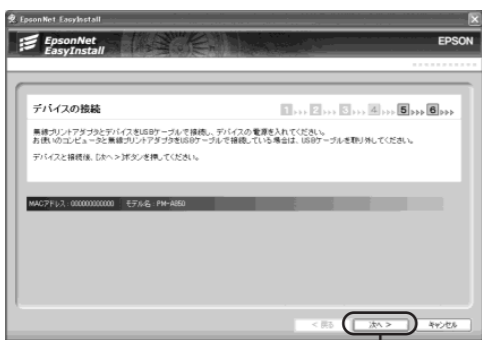 EpsonNet EasyInstall
EpsonNet
EasyInstall
EPSON
デバイスの接続
1 2 3 4 5 6
無線プリントアダプタとデバイスをUSBケーブルで接続し、デバイスの電源を入れてください。
お使いのコンピュータと無線プリントアダプタをUSBケーブルで接続している場合は、USBケーブルを取り外してください。
デバイスと接続後、[次へ >]ボタンを押してください。
MACアドレス : 000000000000 モデル名 : PM-A850
< 戻る 次へ > キャンセル